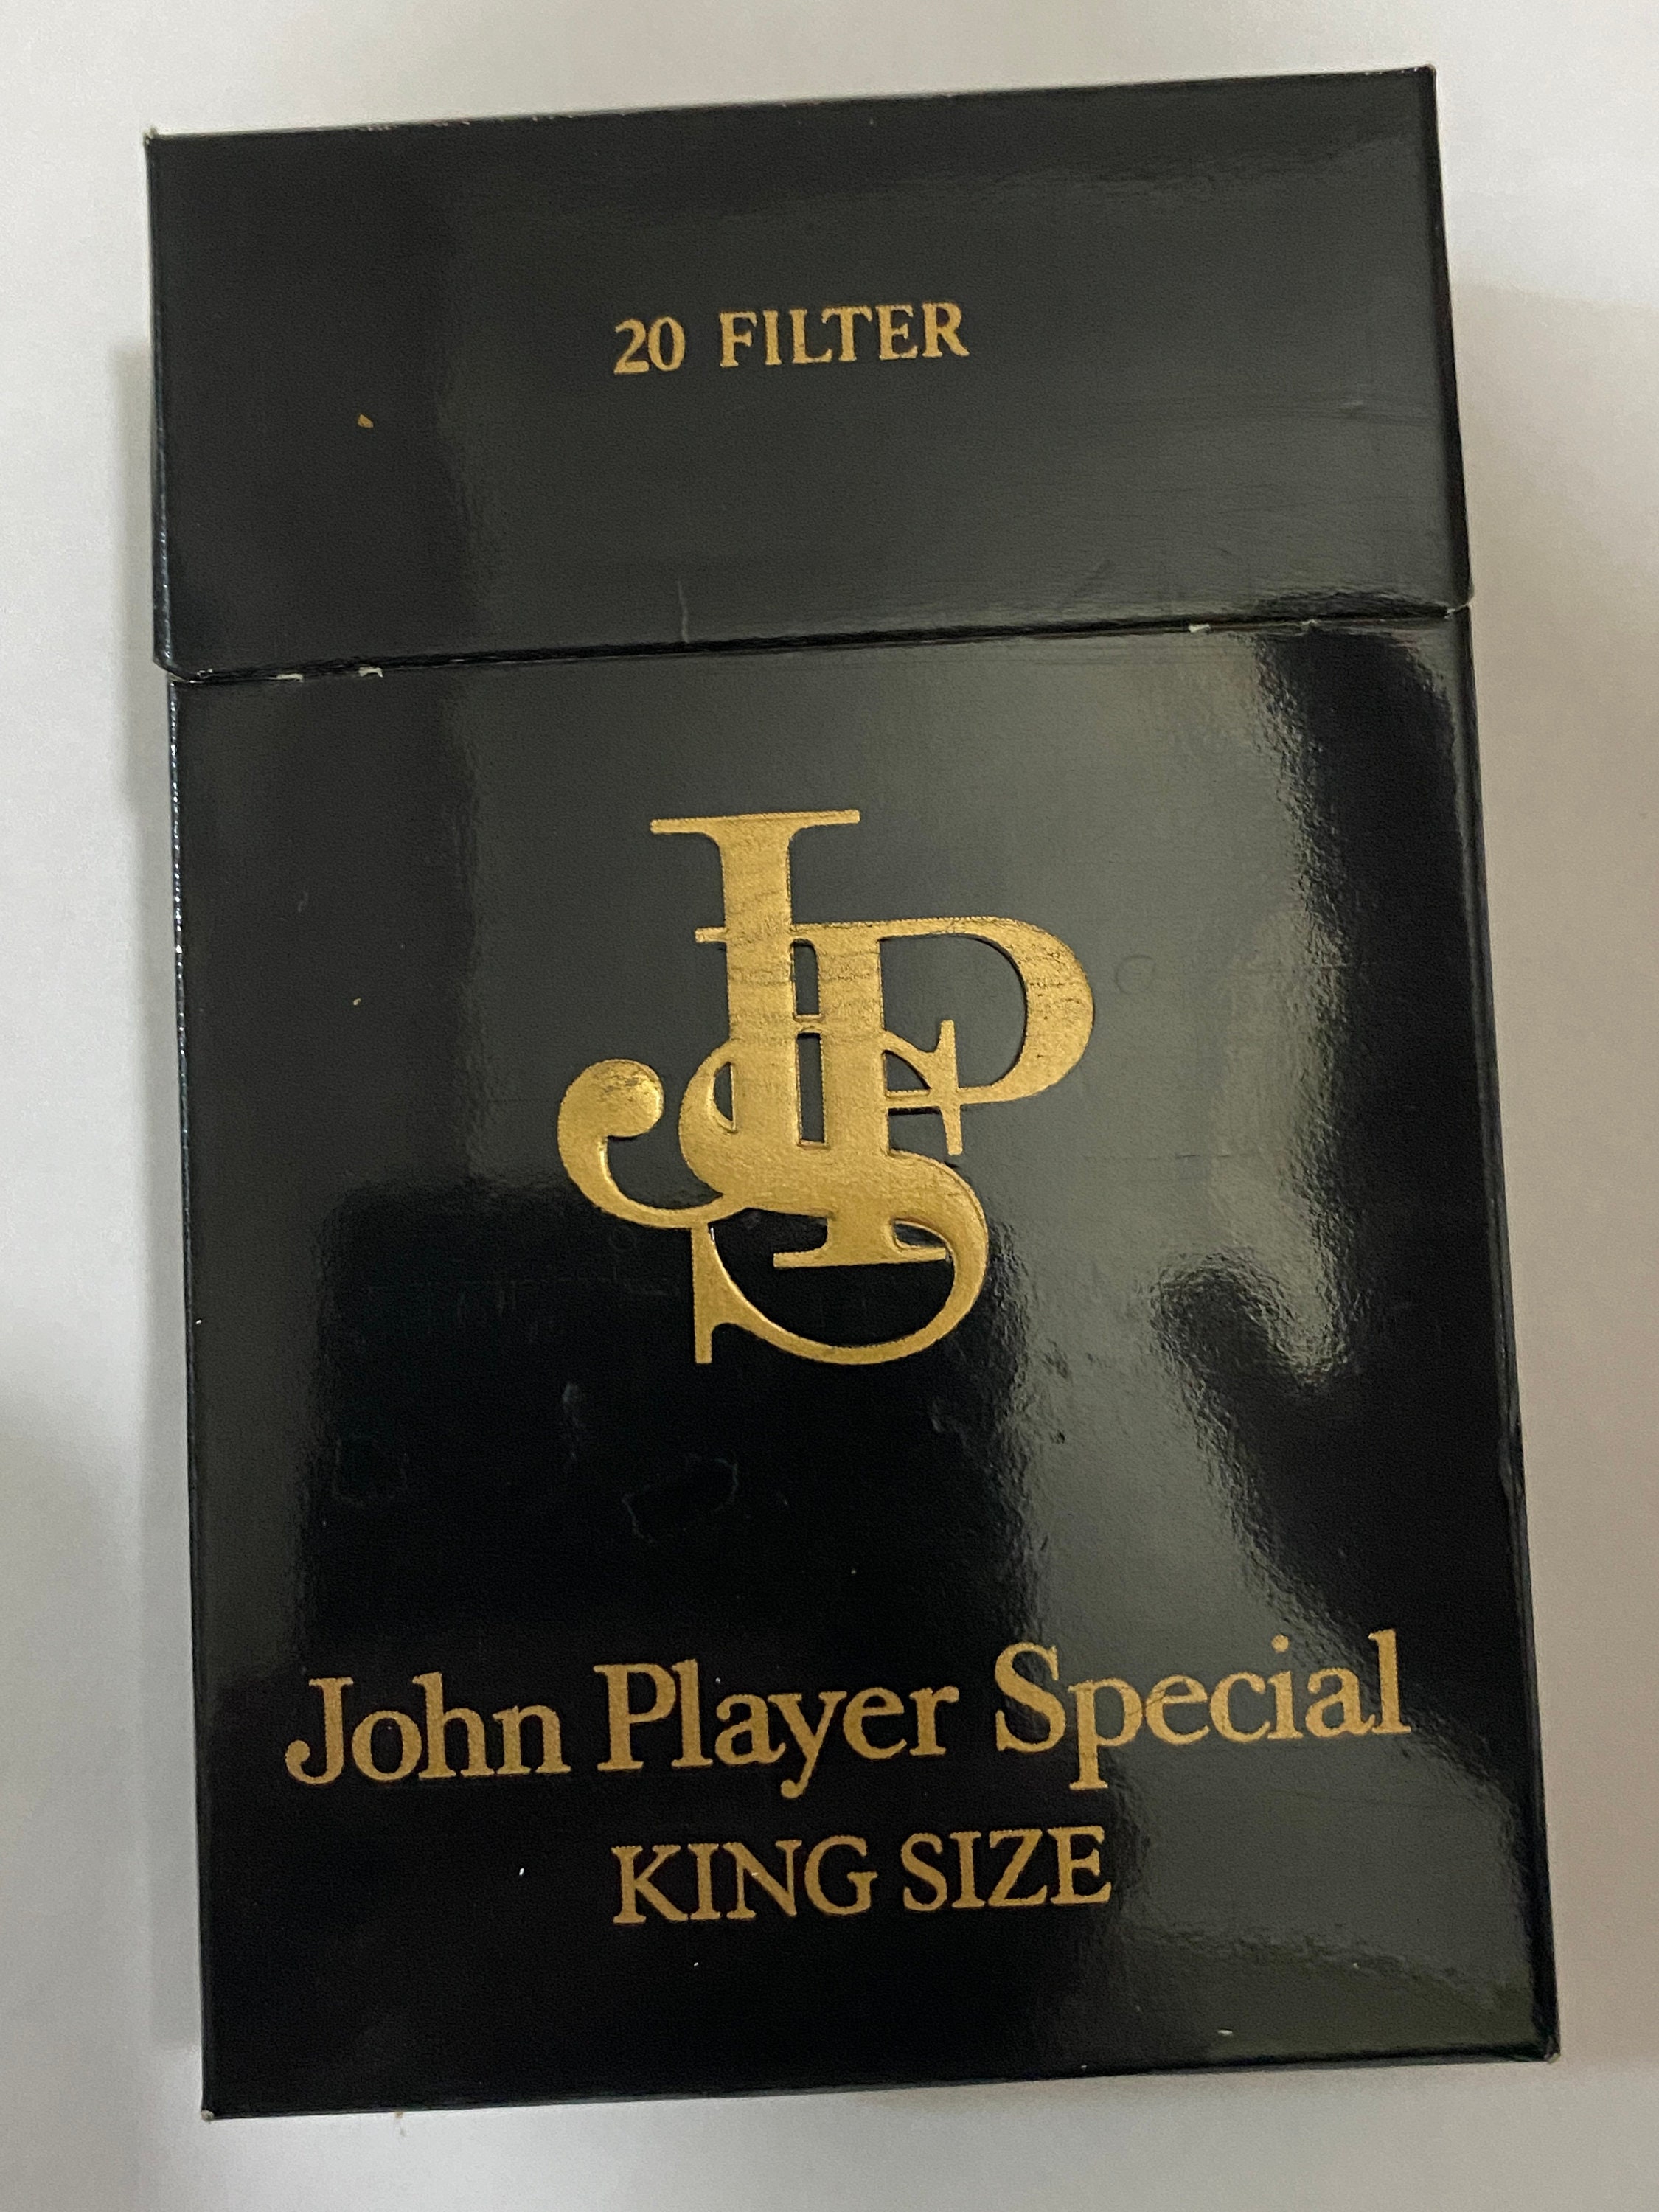 20 FILTER
JPS
John Player Special
KING SIZE